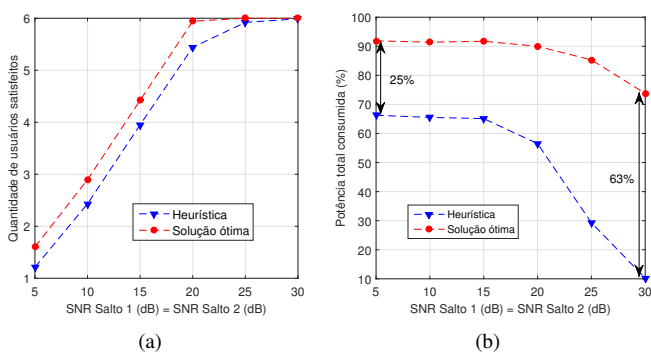 6
5
4
3
2
1
Quantidade de usuários satisfeitos
Heurística
Solução ótima
5 10 15 20 25 30
SNR Salto 1 (dB) = SNR Salto 2 (dB)
(a)
100
90
80
70
60
50
40
30
20
10
Potência total consumida (%)
25%
63%
Heurística
Solução ótima
5 10 15 20 25 30
SNR Salto 1 (dB) = SNR Salto 2 (dB)
(b)